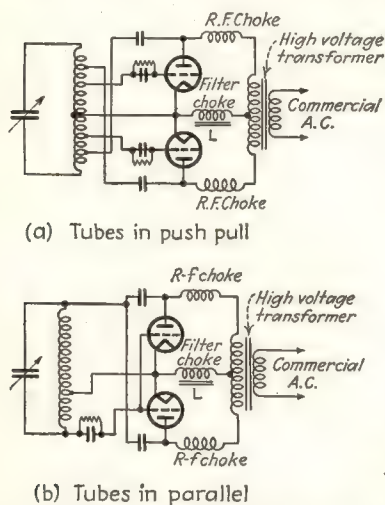 R.F.Choke
High voltage
transformer
Filter
choke
L
Commercial
A.C.
R.F.Choke
(a) Tubes in push pull
R-f choke
High voltage
transformer
Filter
choke
L
Commercial
A.C.
R-f choke
(b) Tubes in parallel